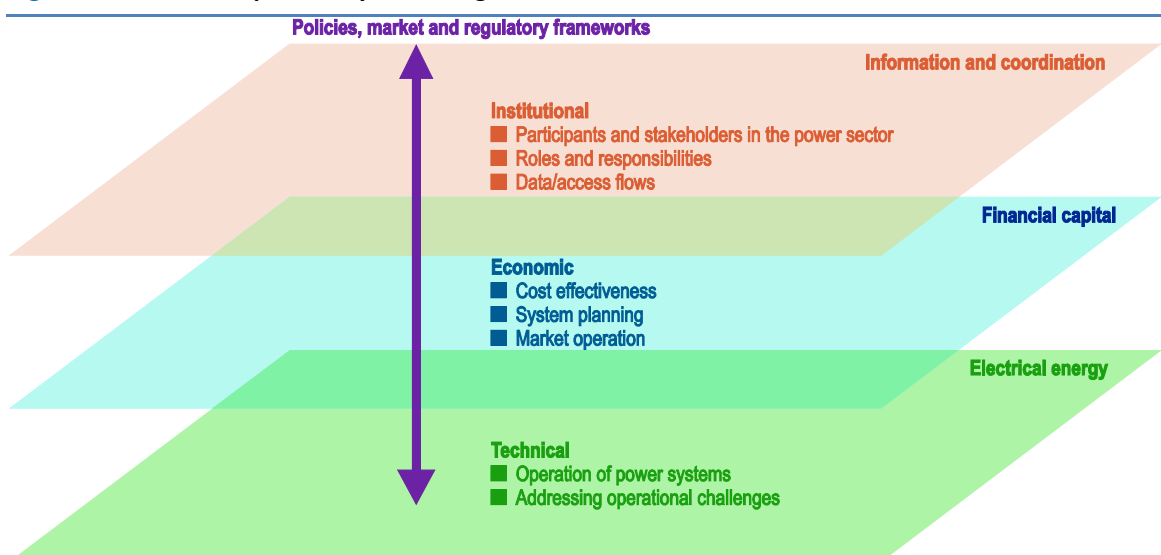 Policies, market and regulatory frameworks
Information and coordination
Institutional
Participants and stakeholders in the power sector
Roles and responsibilities
Data/access flows
Financial capital
Economic
Cost effectiveness
System planning
Market operation
Electrical energy
Technical
Operation of power systems
Addressing operational challenges